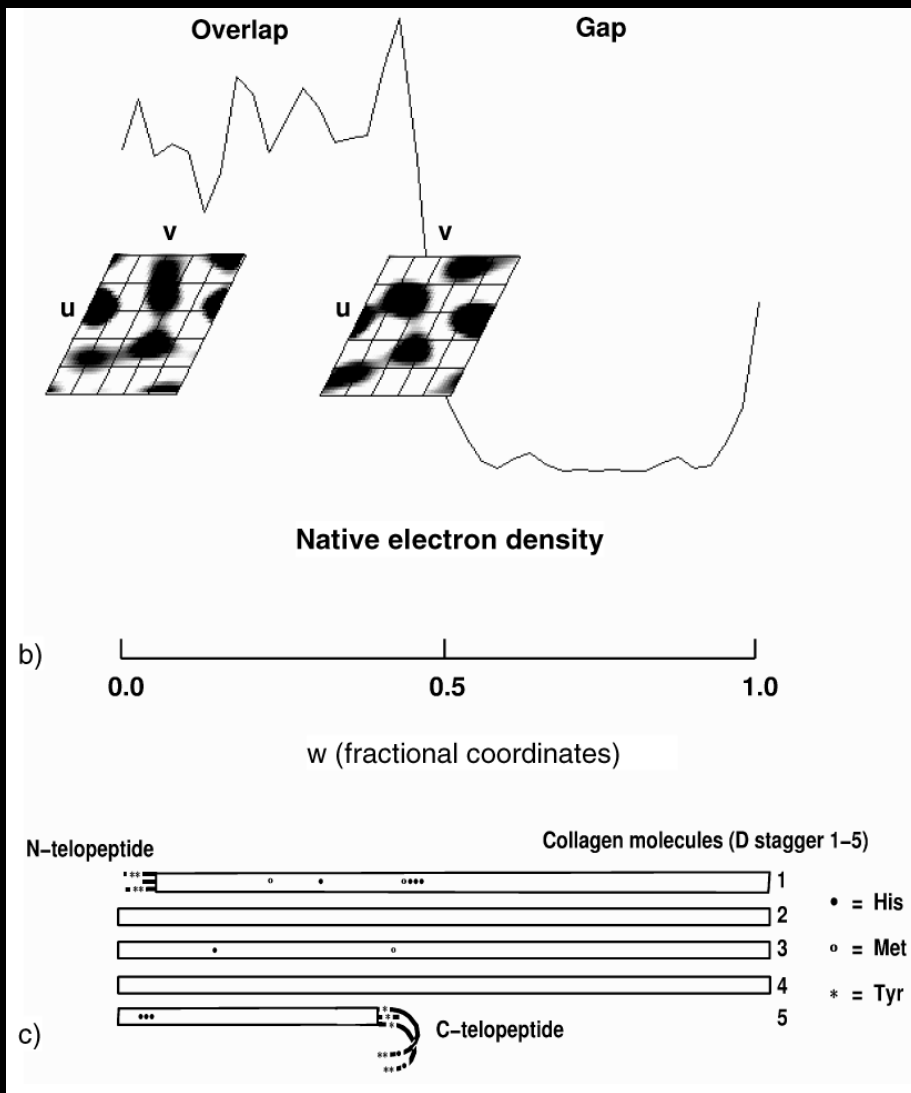 Overlap
Gap
v
v
u
u
Native electron density
b)
0.0
0.5
1.0
w (fractional coordinates)
Collagen molecules (D stagger 1–5)
N–telopeptide
1
2
• = His
3
o = Met
4
* = Tyr
5
C–telopeptide
c)